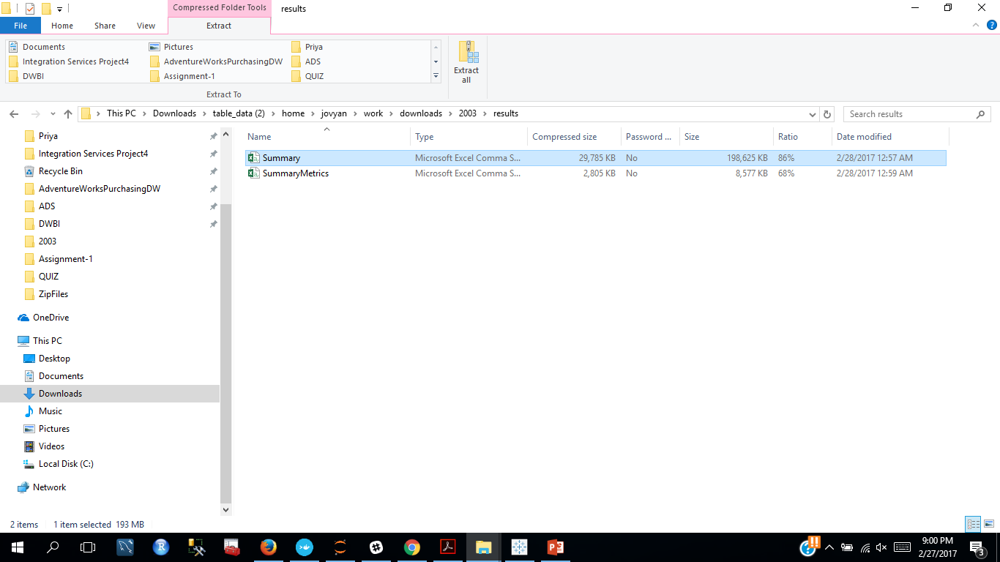 Compressed Folder Tools results
File Home Share View Extract
Documents Pictures Priya
Integration Services Project4 AdventureWorksPurchasingDW ADS
DWBI Assignment-1 QUIZ
Extract all
Extract To
This PC Downloads table_data (2) home jovyan work downloads 2003 results Search results
Name Type Compressed size Password ... Size Ratio Date modified
Summary Microsoft Excel Comma S... 29,785 KB No 198,625 KB 86% 2/28/2017 12:57 AM
SummaryMetrics Microsoft Excel Comma S... 2,805 KB No 8,577 KB 68% 2/28/2017 12:59 AM
Priya
Integration Services Project4
Recycle Bin
AdventureWorksPurchasingDW
ADS
DWBI
2003
Assignment-1
QUIZ
ZipFiles
OneDrive
This PC
Desktop
Documents
Downloads
Music
Pictures
Videos
Local Disk (C:)
Network
2 items 1 item selected 193 MB
9:00 PM
2/27/2017
3